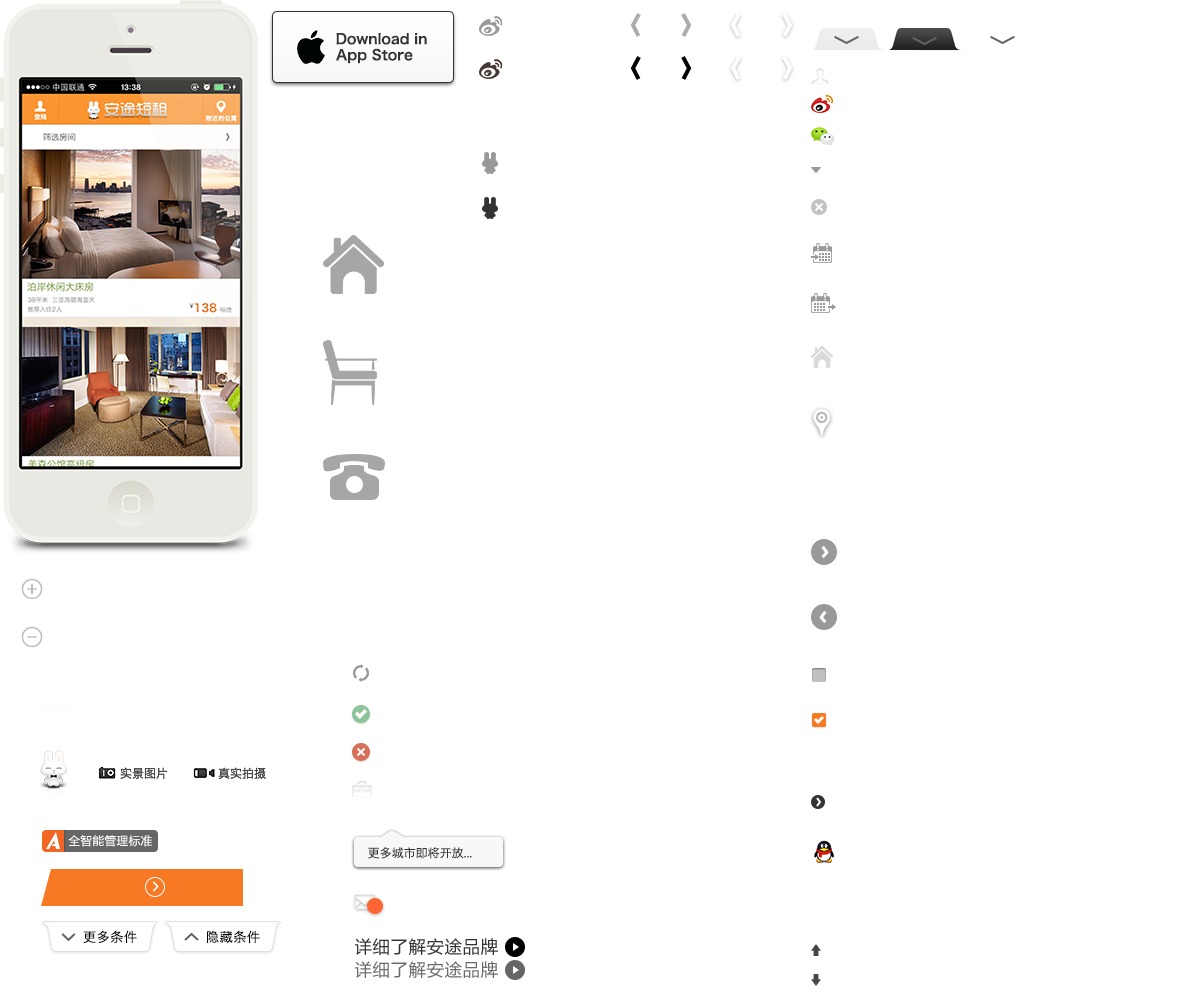 Download in
App Store
中国联通
13:38
登陆
安途短租
附近的公寓
筛选房间
泊岸休闲大床房
38平米 三亚湾碧海蓝天
推荐入住2人
¥138 每晚
美森公馆高级房
实景图片
真实拍摄
全智能管理标准
更多城市即将开放...
更多条件
隐藏条件
详细了解安途品牌
详细了解安途品牌